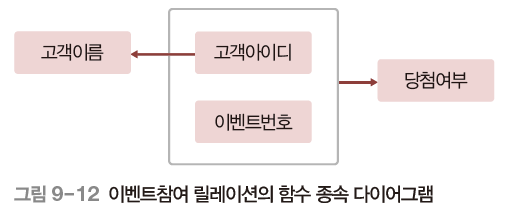 고객이름
고객아이디
당첨여부
이벤트번호
그림 9-12 이벤트참여 릴레이션의 함수 종속 다이어그램